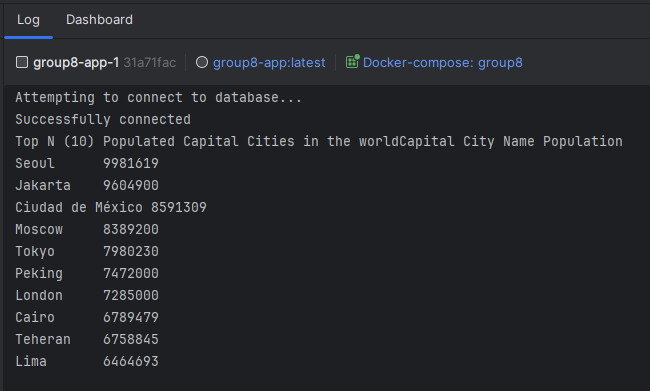 Log Dashboard
group8-app-1 31a71fac group8-app:latest Docker-compose: group8
Attempting to connect to database...
Successfully connected
Top N (10) Populated Capital Cities in the worldCapital City Name Population
Seoul 9981619
Jakarta 9604900
Ciudad de México 8591309
Moscow 8389200
Tokyo 7980230
Peking 7472000
London 7285000
Cairo 6789479
Teheran 6758845
Lima 6464693